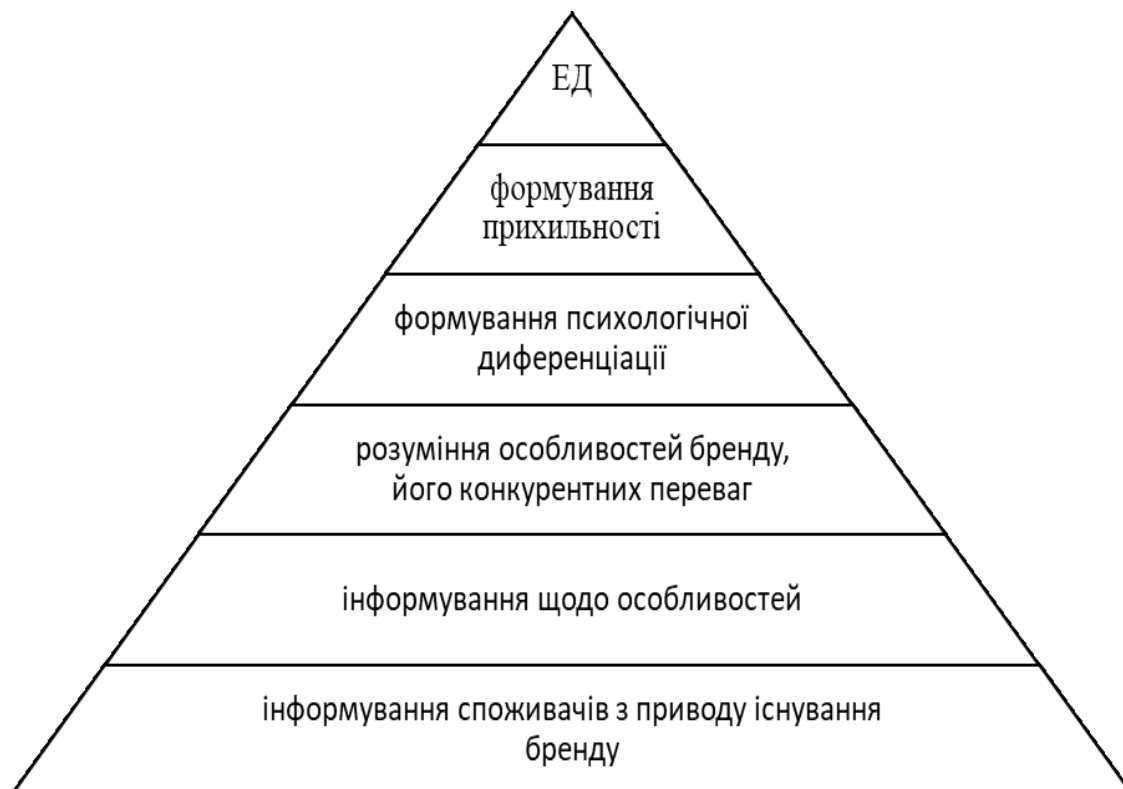 ЕД
формування
прихильності
формування психологічної
диференціації
розуміння особливостей бренду,
його конкурентних переваг
інформування щодо особливостей
інформування споживачів з приводу існування
бренду